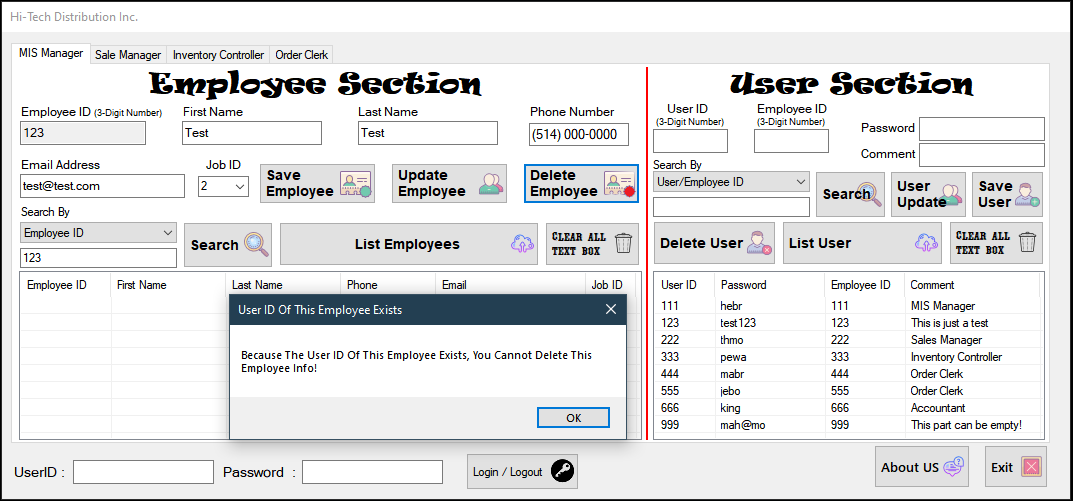 Hi-Tech Distribution Inc.
MIS Manager Sale Manager Inventory Controller Order Clerk
Employee Section
Employee ID (3-Digit Number) First Name Last Name Phone Number
123 Test Test (514) 000-0000
Email Address Job ID
test@test.com 2
Save Employee
Update Employee
Delete Employee
Search By
Employee ID
123
Search
List Employees
CLEAR ALL
TEXT BOX
Employee ID First Name Last Name Phone Email Job ID
User ID Of This Employee Exists
Because The User ID Of This Employee Exists, You Cannot Delete This
Employee Info!
OK
User Section
User ID Employee ID
(3-Digit Number) (3-Digit Number)
Password
Comment
Search By
User/Employee ID
Search
User
Update
Save
User
Delete User
List User
CLEAR ALL
TEXT BOX
User ID Password Employee ID Comment
111 hebr 111 MIS Manager
123 test123 123 This is just a test
222 thmo 222 Sales Manager
333 pewa 333 Inventory Controller
444 mabr 444 Order Clerk
555 jebo 555 Order Clerk
666 king 666 Accountant
999 mah@mo 999 This part can be empty!
UserID : Password : Login / Logout
About US Exit